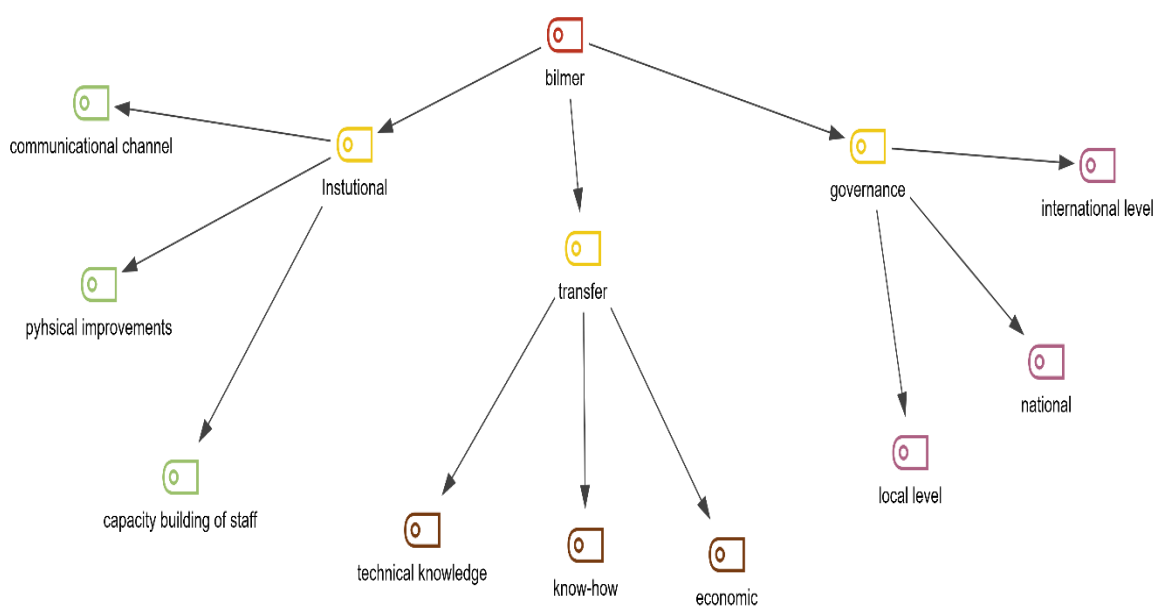 bilmer
communicational channel
Instutional
governance
international level
transfer
pyhsical improvements
national
local level
capacity building of staff
technical knowledge
know-how
economic